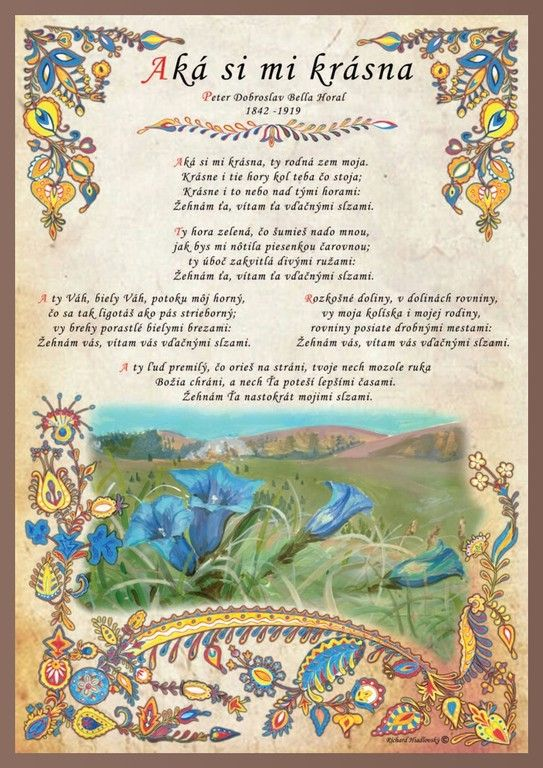 Aká si mi krásna
Peter Dobroslav Bella Horal
1842 -1919
Aká si mi krásna, ty rodná zem moja.
Krásne i tie hory kol teba čo stoja;
Krásne i to nebo nad tými horami:
Žehnám ťa, vítam ťa vďačnými slzami.
Ty hora zelená, čo šumieš nado mnou,
jak bys mi nôtila piesenkou čarovnou;
ty úboč zakvitlá divými ružami:
Žehnám ťa, vítam ťa vďačnými slzami.
A ty Váh, biely Váh, potoku môj horný,
čo sa tak ligotáš ako pás strieborný;
vy brehy porastlé bielymi brezami:
Žehnám vás, vítam vás vďačnými slzami.
Rozkošné doliny, v dolinách rovniny,
vy moja kolíska i mojej rodiny,
rovniny posiate drobnými mestami:
Žehnám vás, vítam vás vďačnými slzami.
A ty ľud premilý, čo orieš na stráni, tvoje nech mozole ruka
Božia chráni, a nech Ťa poteší lepšími časami.
Žehnám Ťa nastokrát mojimi slzami.
Richard Hladlovský ©